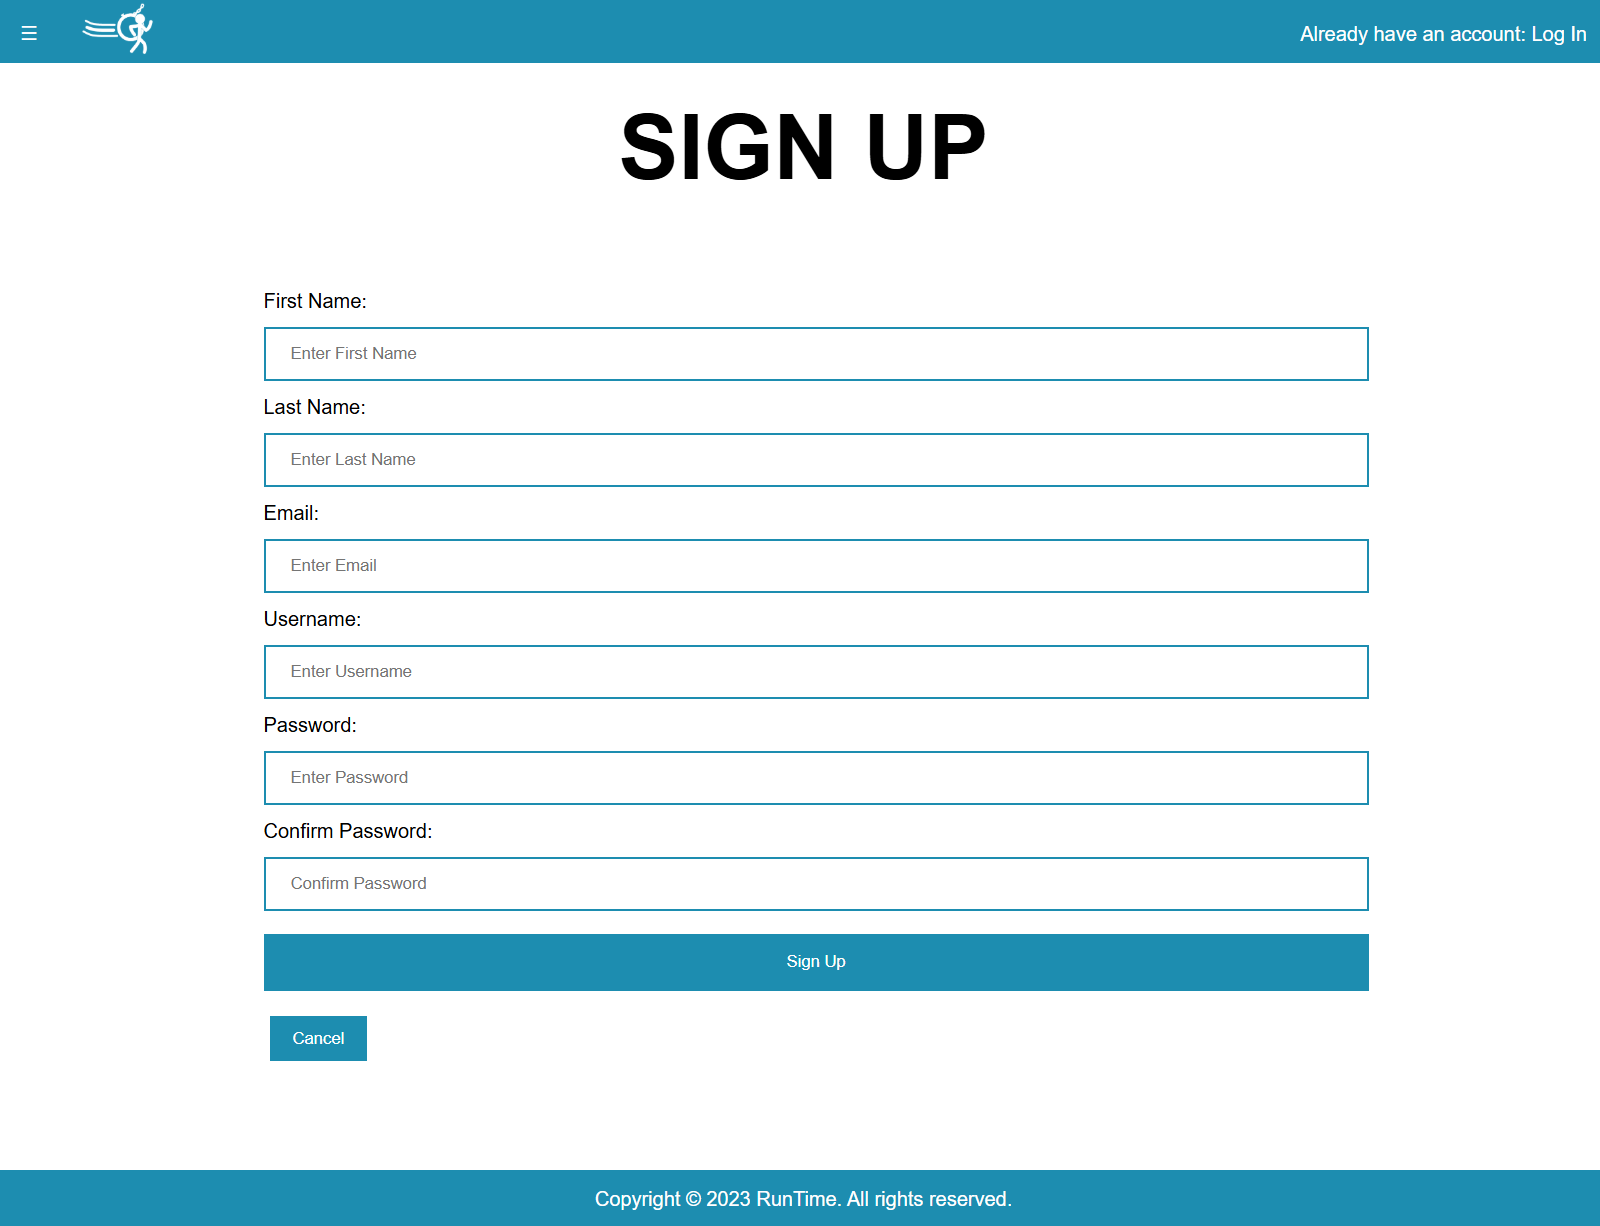 ☰
Already have an account: Log In
SIGN UP
First Name:
Enter First Name
Last Name:
Enter Last Name
Email:
Enter Email
Username:
Enter Username
Password:
Enter Password
Confirm Password:
Confirm Password
Sign Up
Cancel
Copyright © 2023 RunTime. All rights reserved.